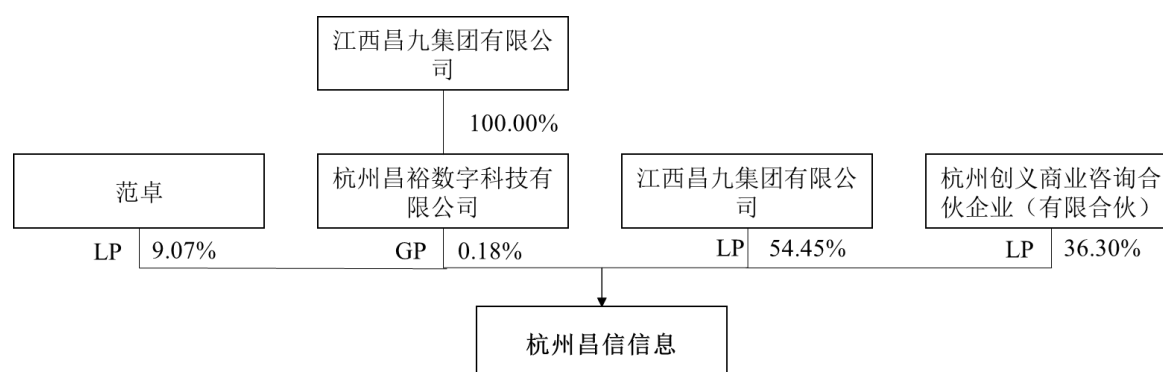 江西昌九集团有限公
司
100.00%
范卓
杭州昌裕数字科技有
限公司
江西昌九集团有限公
司
杭州创义商业咨询合
伙企业（有限合伙）
LP 9.07%
GP 0.18%
LP 54.45%
LP 36.30%
杭州昌信信息